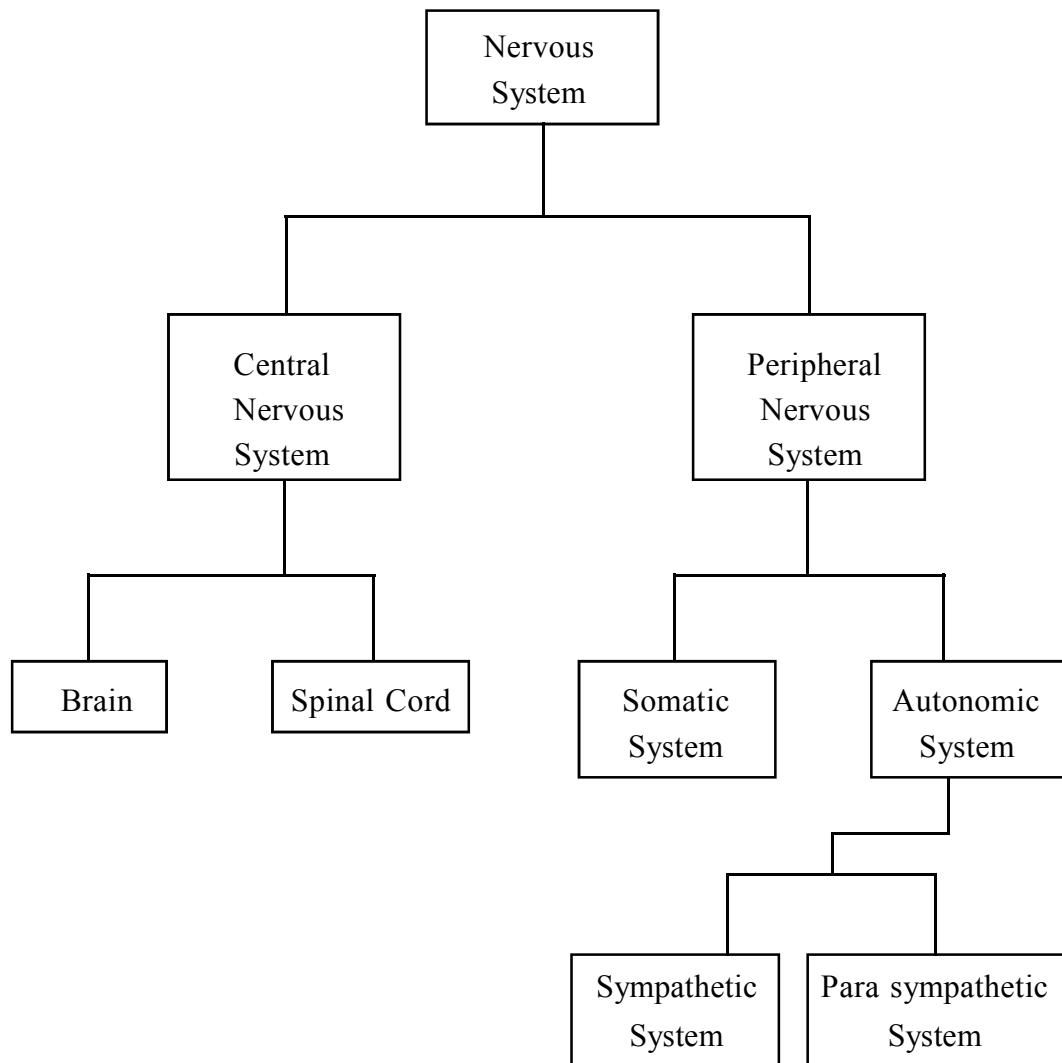 Nervous
System
Central
Nervous
System
Peripheral
Nervous
System
Brain
Spinal Cord
Somatic
System
Autonomic
System
Sympathetic
System
Para sympathetic
System